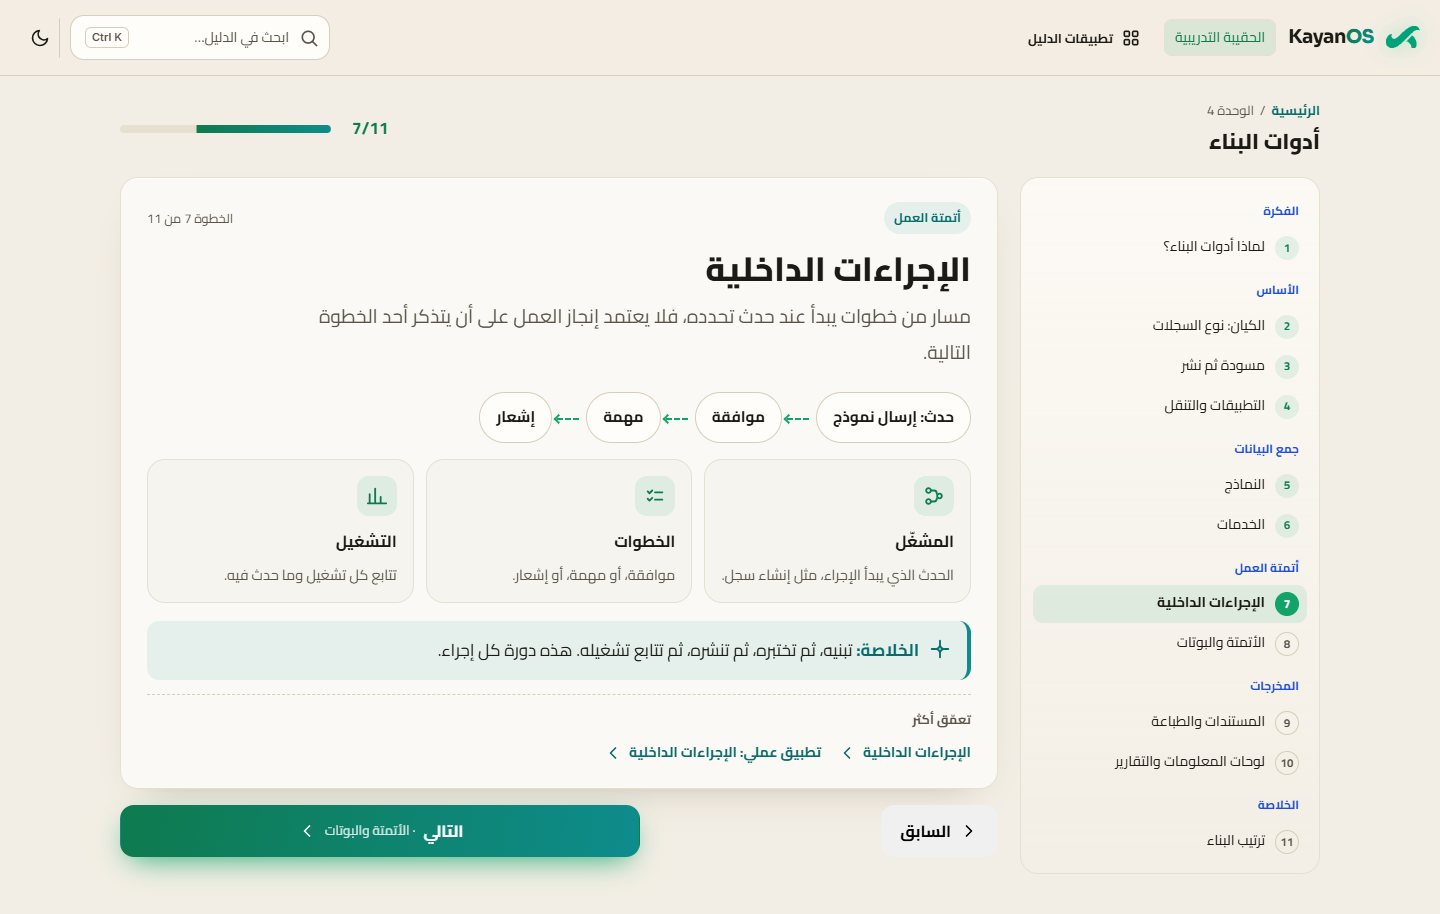 KayanOS
الحقيبة التدريبية
تطبيقات الدليل
ابحث في الدليل...
Ctrl K
الرئيسية / الوحدة 4
أدوات البناء
7/11
الفكرة
1 لماذا أدوات البناء؟
الأساس
2 الكيان: نوع السجلات
3 مسودة ثم نشر
4 التطبيقات والتنقل
جمع البيانات
5 النماذج
6 الخدمات
أتمتة العمل
7 الإجراءات الداخلية
8 الأتمتة والبوتات
المخرجات
9 المستندات والطباعة
10 لوحات المعلومات والتقارير
الخلاصة
11 ترتيب البناء
أتمتة العمل
الخطوة 7 من 11
الإجراءات الداخلية
مسار من خطوات يبدأ عند حدث تحدده، فلا يعتمد إنجاز العمل على أن يتذكر أحد الخطوة
التالية.
حدث: إرسال نموذج
موافقة
مهمة
إشعار
المشغّل
الحدث الذي يبدأ الإجراء، مثل إنشاء سجل.
الخطوات
موافقة، أو مهمة، أو إشعار.
التشغيل
تتابع كل تشغيل وما حدث فيه.
الخلاصة: تبنيه، ثم تختبره، ثم تنشره، ثم تتابع تشغيله. هذه دورة كل إجراء.
تعمّق أكثر
الإجراءات الداخلية
تطبيق عملي: الإجراءات الداخلية
السابق
التالي · الأتمتة والبوتات